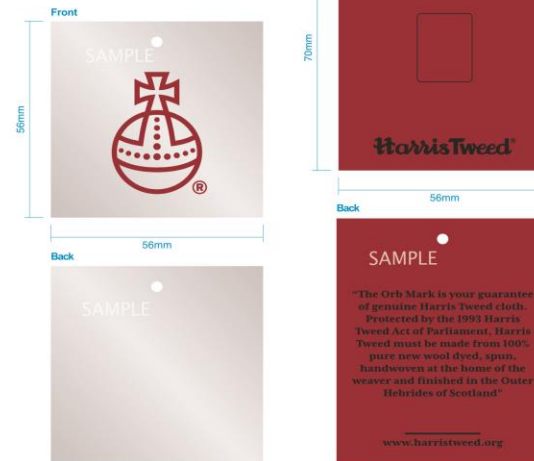 Front
SAMPLE
®
56mm
56mm
Back
SAMPLE
70mm
Harris Tweed®
56mm
Back
SAMPLE
"The Orb Mark is your guarantee
of genuine Harris Tweed cloth.
Protected by the 1993 Harris
Tweed Act of Parliament, Harris
Tweed must be made from 100%
pure new wool dyed, spun,
handwoven at the home of the
weaver and finished in the Outer
Hebrides of Scotland"
www.harristweed.org